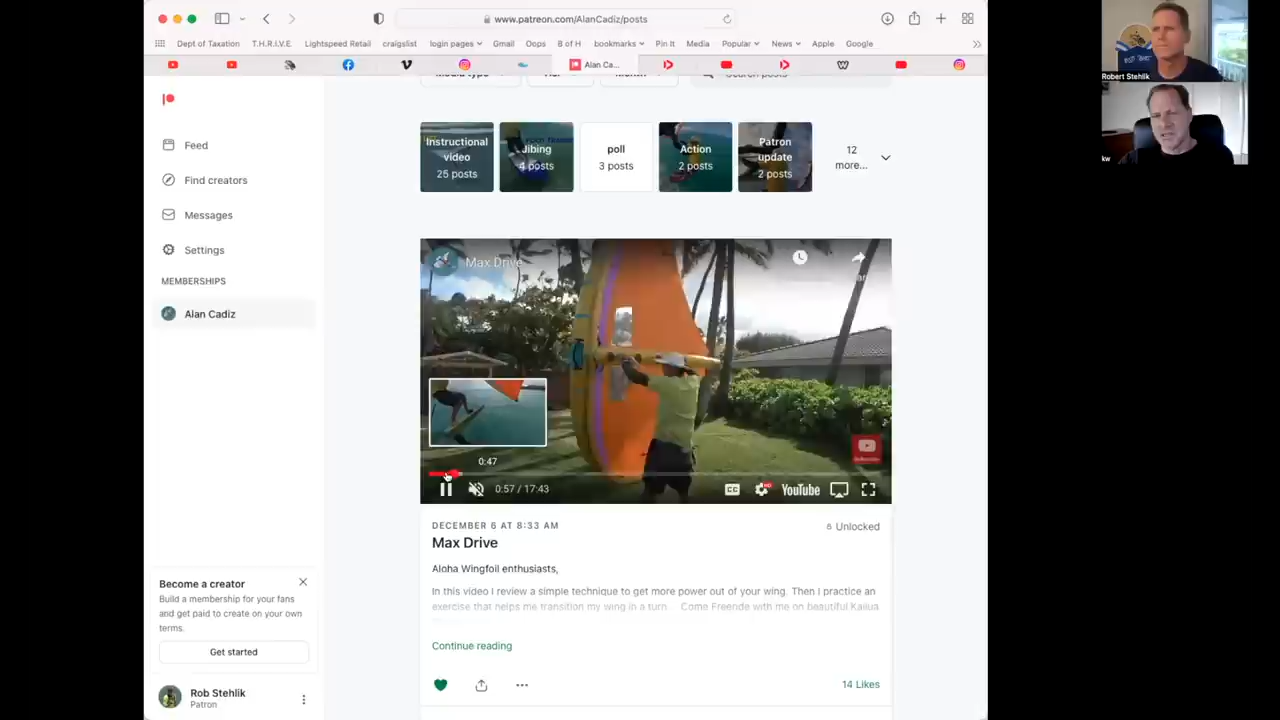 www.patreon.com/AlanCadiz/posts
Dept of Taxation
T.H.R.I.V.E
Lightspeed Retail
craigslist
login pages
Gmail
Oops
B of H
bookmarks
Pin It
Media
Popular
News
Apple
Google
Alan Ca...
Feed
Find creators
Messages
Settings
MEMBERSHIPS
Alan Cadiz
Instructional
video
25 posts
Jibing
4 posts
poll
3 posts
Action
2 posts
Patron
update
2 posts
12
more...
Max Drive
0:47
0:57 / 17:43
CC
HD
YouTube
DECEMBER 6 AT 8:33 AM
Unlocked
Max Drive
Aloha Wingfoil enthusiasts,
In this video I review a simple technique to get more power out of your wing. Then I practice an
exercise that helps me transition my wing in a turn. Come Freeride with me on beautiful Kailua
Continue reading
14 Likes
Become a creator
Build a membership for your fans
and get paid to create on your own
terms.
Get started
Rob Stehlik
Patron
Robert Stehlik
kw